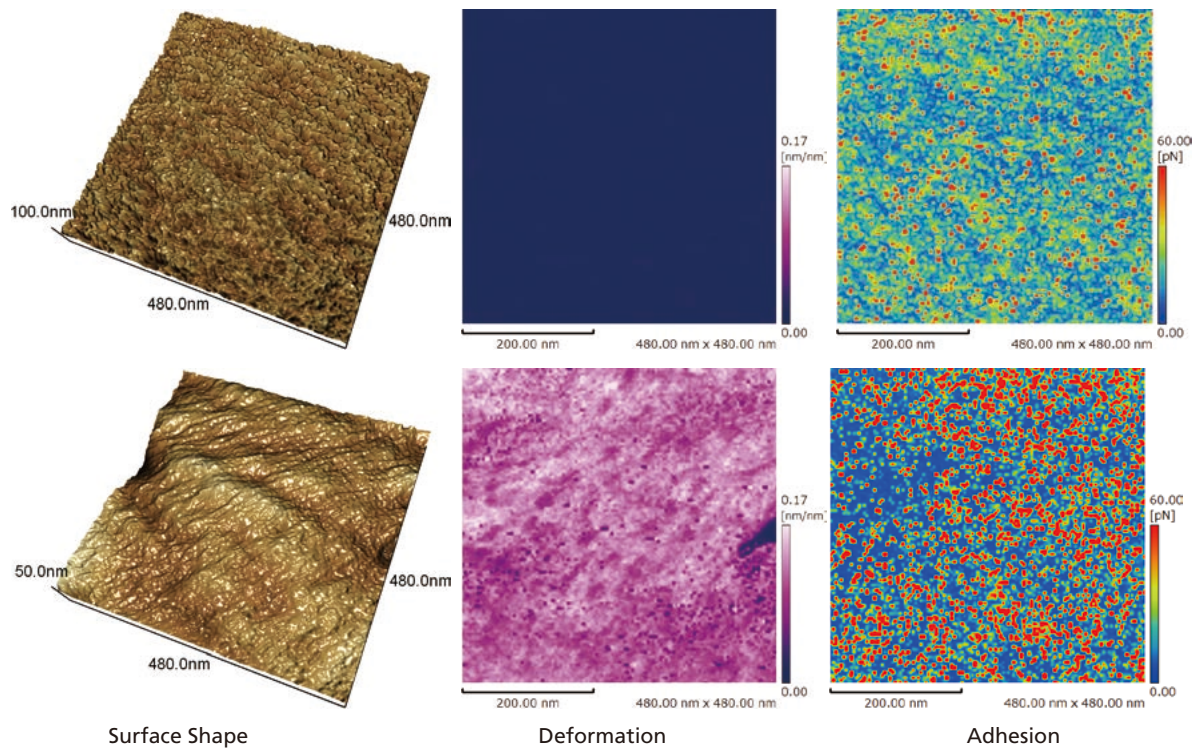 100.0nm
480.0nm
480.0nm
0.17
[nm/nm]
0.00
200.00 nm 480.00 nm x 480.00 nm
60.00
[pN]
0.00
200.00 nm 480.00 nm x 480.00 nm
50.0nm
480.0nm
480.0nm
0.17
[nm/nm]
0.00
200.00 nm 480.00 nm x 480.00 nm
60.00
[pN]
0.00
200.00 nm 480.00 nm x 480.00 nm
Surface Shape Deformation Adhesion